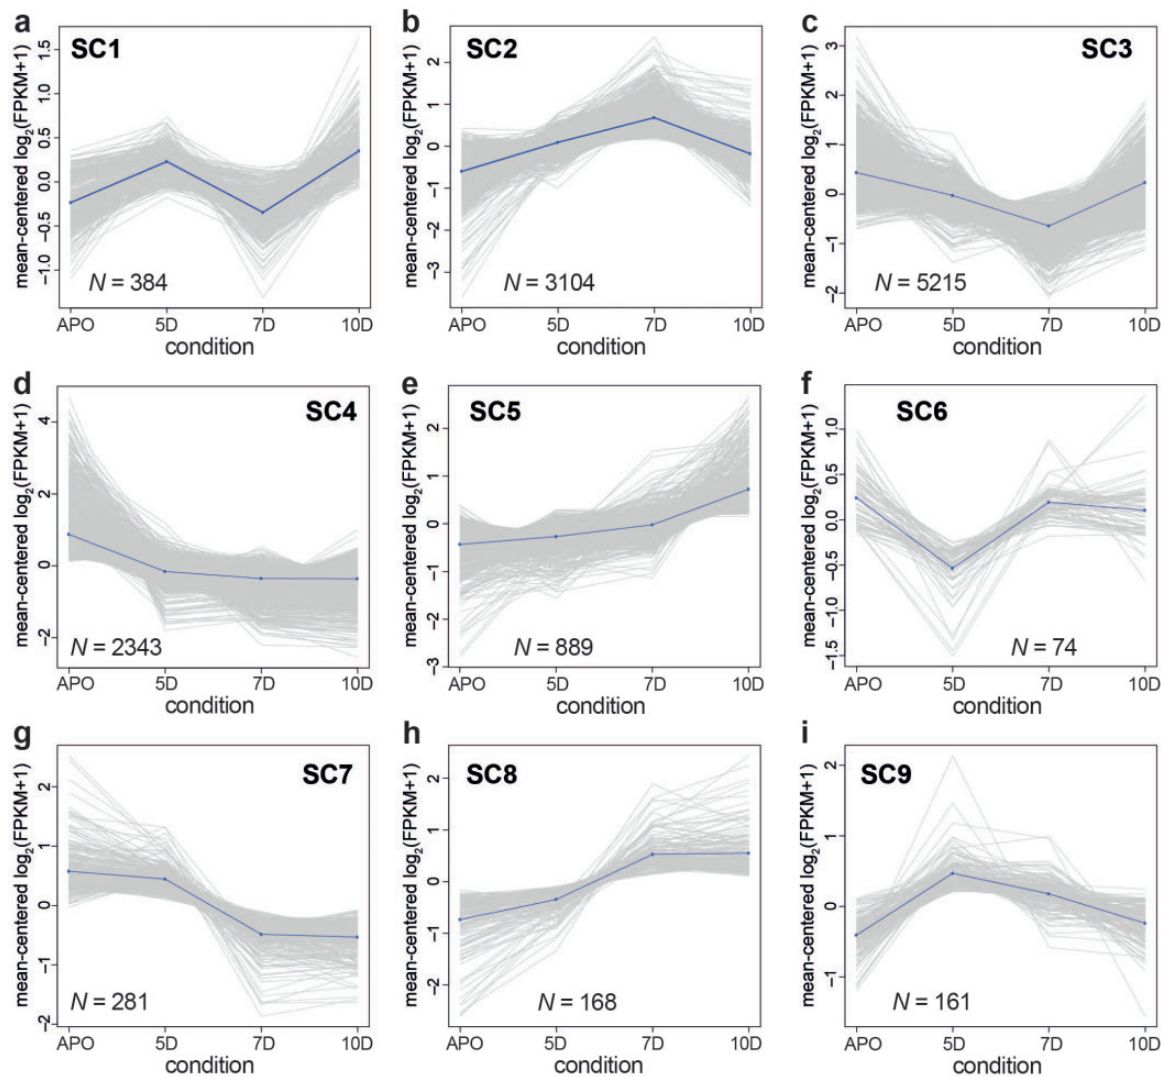 a
SC1
mean-centered log2(FPKM+1)
1.5
1.0
0.5
0.0
−0.5
−1.0
N = 384
APO 5D 7D 10D
condition
b
SC2
mean-centered log2(FPKM+1)
2
1
0
−1
−2
−3
N = 3104
APO 5D 7D 10D
condition
c
SC3
mean-centered log2(FPKM+1)
3
2
1
0
−1
−2
N = 5215
APO 5D 7D 10D
condition
d
SC4
mean-centered log2(FPKM+1)
4
2
0
−2
N = 2343
APO 5D 7D 10D
condition
e
SC5
mean-centered log2(FPKM+1)
2
1
0
−1
−2
−3
N = 889
APO 5D 7D 10D
condition
f
SC6
mean-centered log2(FPKM+1)
1.0
0.5
0.0
−0.5
−1.0
−1.5
N = 74
APO 5D 7D 10D
condition
g
SC7
mean-centered log2(FPKM+1)
2
1
0
−1
−2
N = 281
APO 5D 7D 10D
condition
h
SC8
mean-centered log2(FPKM+1)
2
1
0
−1
−2
N = 168
APO 5D 7D 10D
condition
i
SC9
mean-centered log2(FPKM+1)
2
1
0
−1
N = 161
APO 5D 7D 10D
condition